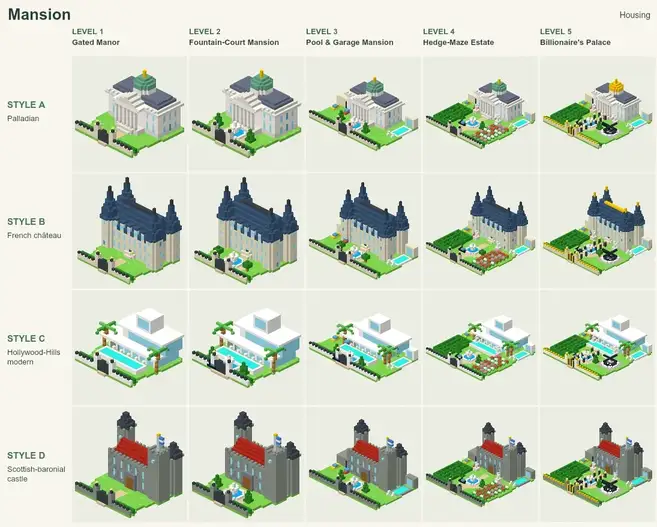 Mansion
Housing
LEVEL 1
Gated Manor
LEVEL 2
Fountain-Court Mansion
LEVEL 3
Pool & Garage Mansion
LEVEL 4
Hedge-Maze Estate
LEVEL 5
Billionaire's Palace
STYLE A
Palladian
STYLE B
French château
STYLE C
Hollywood-Hills
modern
STYLE D
Scottish-baronial
castle